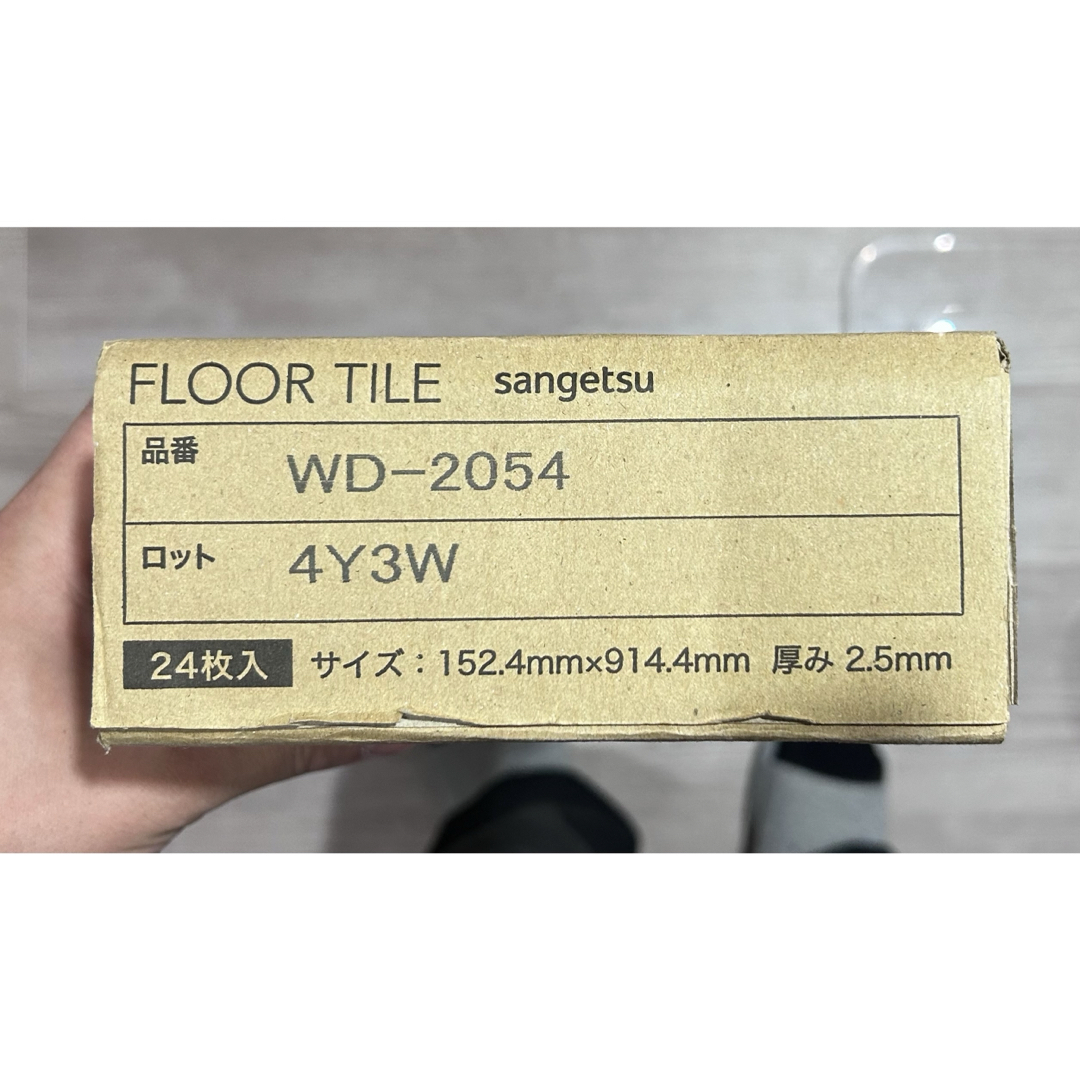 FLOOR TILE sangetsu
品番 WD-2054
ロット 4Y3W
24枚入 サイズ：152.4mm×914.4mm 厚み 2.5mm